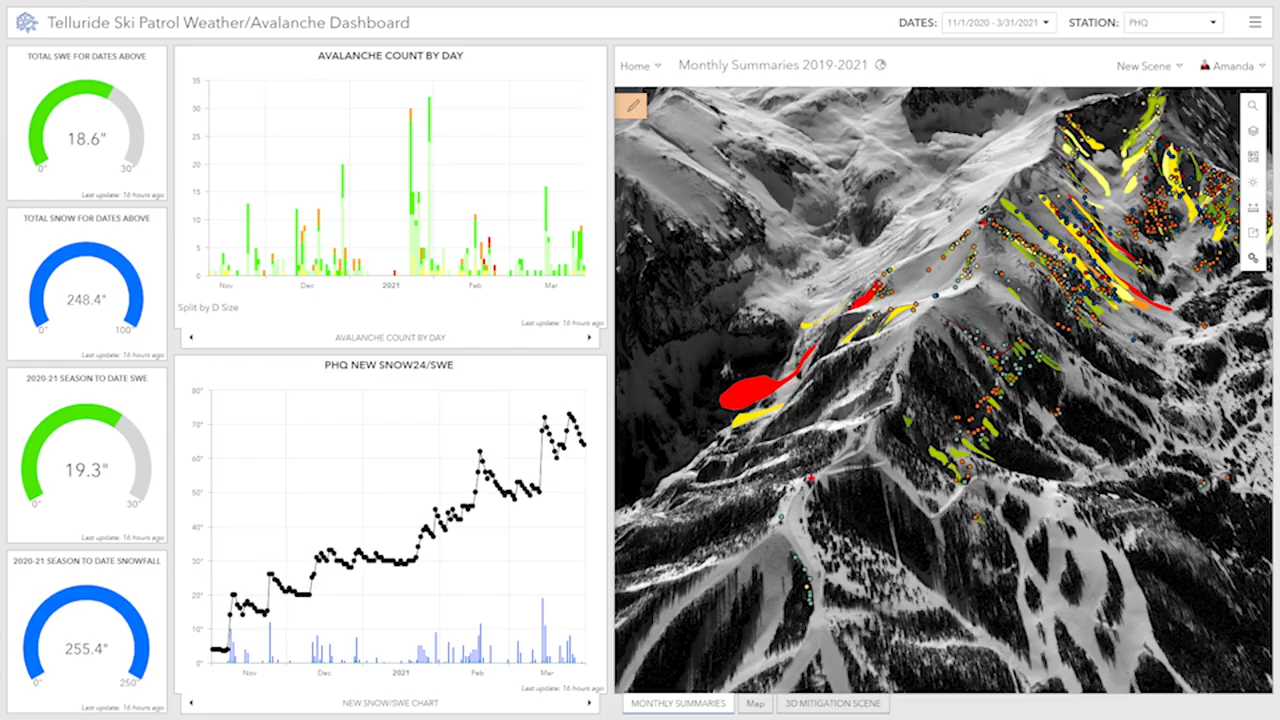 Telluride Ski Patrol Weather/Avalanche Dashboard
DATES: 11/1/2020 - 3/31/2021
STATION: PHQ
TOTAL SWE FOR DATES ABOVE
18.6"
0" 30"
Last update: 16 hours ago
TOTAL SNOW FOR DATES ABOVE
248.4"
0" 100"
Last update: 16 hours ago
2020-21 SEASON TO DATE SWE
19.3"
0" 30"
Last update: 16 hours ago
2020-21 SEASON TO DATE SNOWFALL
255.4"
0" 250"
Last update: 16 hours ago
AVALANCHE COUNT BY DAY
35
30
25
20
15
10
5
0
Nov Dec 2021 Feb Mar
Split by D Size
Last update: 16 hours ago
AVALANCHE COUNT BY DAY
PHQ NEW SNOW24/SWE
80"
70"
60"
50"
40"
30"
20"
10"
0"
Nov Dec 2021 Feb Mar
Last update: 16 hours ago
NEW SNOW/SWE CHART
Home Monthly Summaries 2019-2021 New Scene Amanda
MONTHLY SUMMARIES Map 3D MITIGATION SCENE